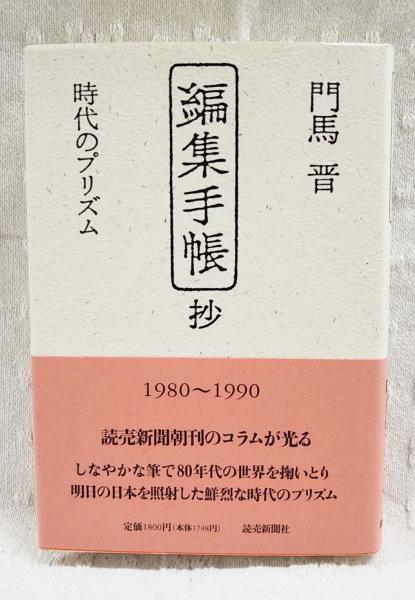 門馬 晋
編集手帳
抄
時代のプリズム
1980〜1990
読売新聞朝刊のコラムが光る
しなやかな筆で80年代の世界を掬いとり
明日の日本を照射した鮮烈な時代のプリズム
定価1800円(本体1748円) 読売新聞社